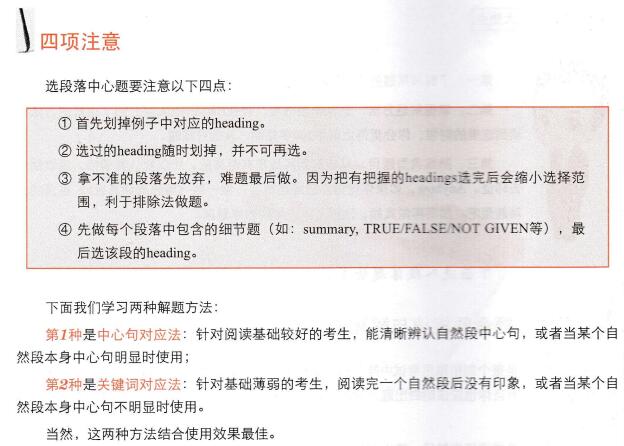 四项注意
选段落中心题要注意以下四点：
① 首先划掉例子中对应的heading。
② 选过的heading随时划掉，并不可再选。
③ 拿不准的段落先放弃，难题最后做。因为把有把握的headings选完后会缩小选择范
围，利于排除法做题。
④ 先做每个段落中包含的细节题（如：summary, TRUE/FALSE/NOT GIVEN等），最
后选该段的heading。
下面我们学习两种解题方法：
第1种是中心句对应法：针对阅读基础较好的考生，能清晰辨认自然段中心句，或者当某个自
然段本身中心句明显时使用；
第2种是关键词对应法：针对基础薄弱的考生，阅读完一个自然段后没有印象，或者当某个自
然段本身中心句不明显时使用。
当然，这两种方法结合使用效果最佳。